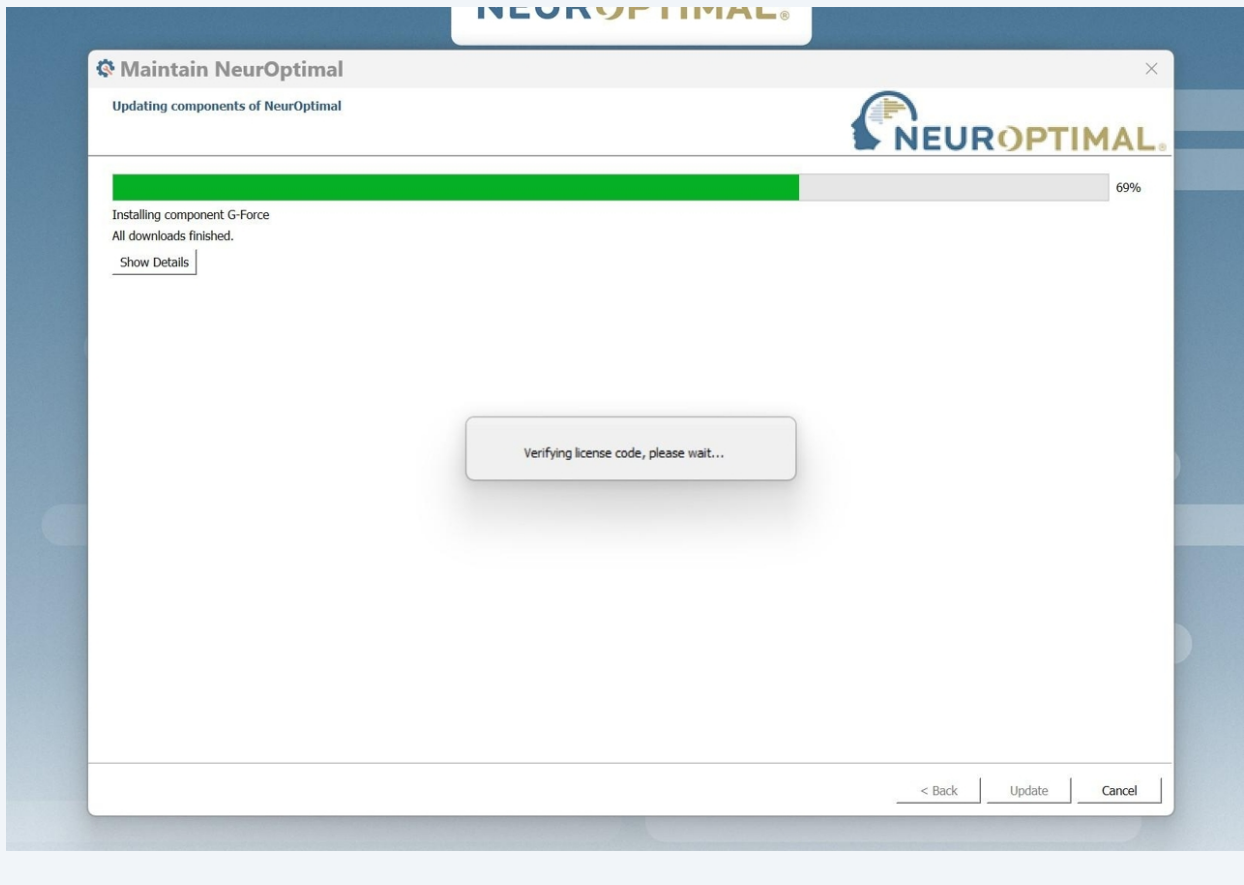 NEUROPTIMAL®
Maintain NeurOptimal
Updating components of NeurOptimal
NEUROPTIMAL®
69%
Installing component G-Force
All downloads finished.
Show Details
Verifying license code, please wait...
< Back Update Cancel